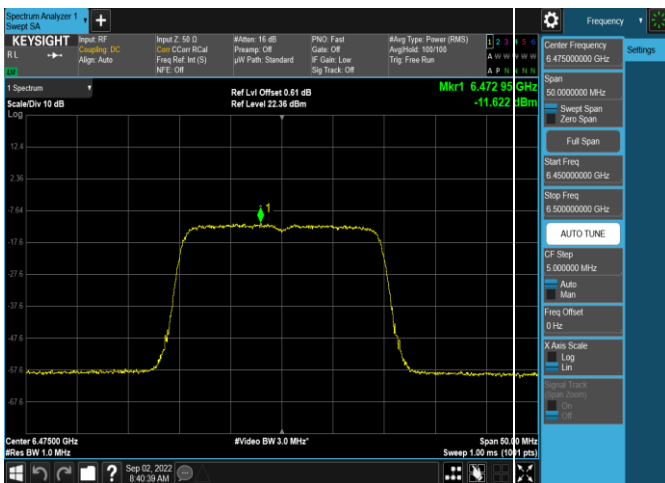 Spectrum Analyzer 1
Swept SA
Frequency
KEYSIGHT
RL
Input: RF
Coupling: DC
Align: Auto
Input Z: 50 Ω
Corr CCorr RCal
Freq Ref: Int (S)
NFE: Off
#Atten: 16 dB
Preamp: Off
µW Path: Standard
PNO: Fast
Gate: Off
IF Gain: Low
Sig Track: Off
#Avg Type: Power (RMS)
Avg|Hold: 100/100
Trig: Free Run
1 2 3 4 5 6
A W W W W W
A P N N N N
1 Spectrum
Scale/Div 10 dB
Log
Ref Lvl Offset 0.61 dB
Ref Level 22.36 dBm
Mkr1 6.472 95 GHz
-11.622 dBm
12.4
2.36
-7.64
-17.6
-27.6
-37.6
-47.6
-57.6
-67.6
1
Center 6.47500 GHz
#Res BW 1.0 MHz
#Video BW 3.0 MHz*
Span 50.00 MHz
Sweep 1.00 ms (1001 pts)
Sep 02, 2022
8:40:39 AM
Center Frequency
6.475000000 GHz
Settings
Span
50.0000000 MHz
Swept Span
Zero Span
Full Span
Start Freq
6.450000000 GHz
Stop Freq
6.500000000 GHz
AUTO TUNE
CF Step
5.000000 MHz
Auto
Man
Freq Offset
0 Hz
X Axis Scale
Log
Lin
Signal Track
(Span Zoom)
On
Off